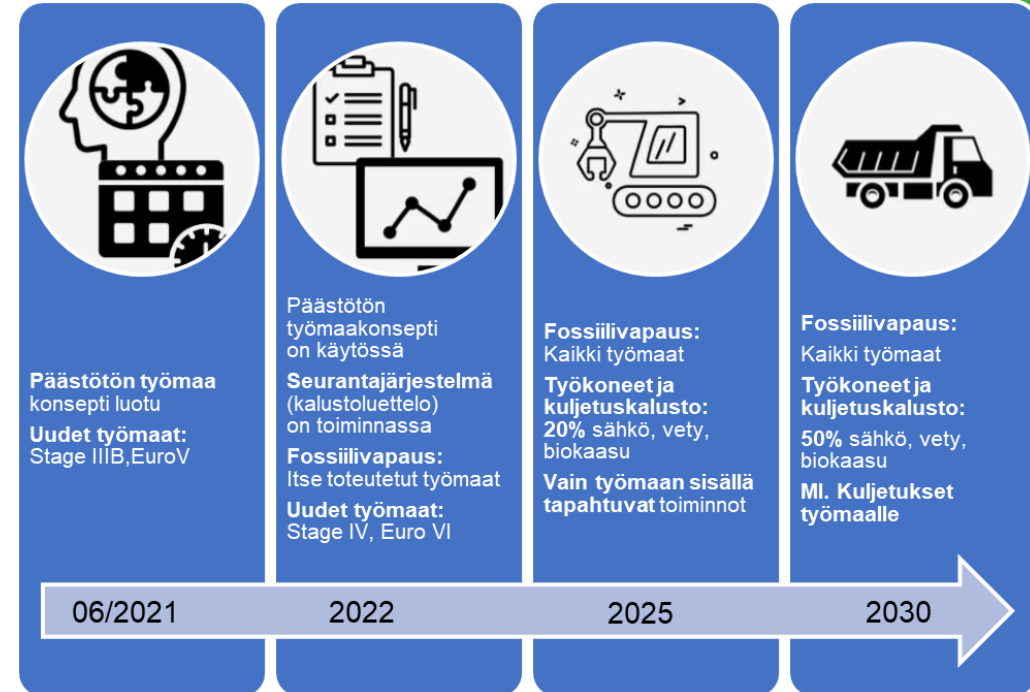 Päästötön työmaa
konsepti luotu
Uudet työmaat:
Stage IIIB,EuroV
Päästötön
työmaakonsepti
on käytössä
Seurantajärjestelmä
(kalustoluettelo)
on toiminnassa
Fossiilivapaus:
Itse toteutetut työmaat
Uudet työmaat:
Stage IV, Euro VI
Fossiilivapaus:
Kaikki työmaat
Työkoneet ja
kuljetuskalusto:
20% sähkö, vety,
biokaasu
Vain työmaan sisällä
tapahtuvat toiminnot
Fossiilivapaus:
Kaikki työmaat
Työkoneet ja
kuljetuskalusto:
50% sähkö, vety,
biokaasu
Ml. Kuljetukset
työmaalle
06/2021
2022
2025
2030